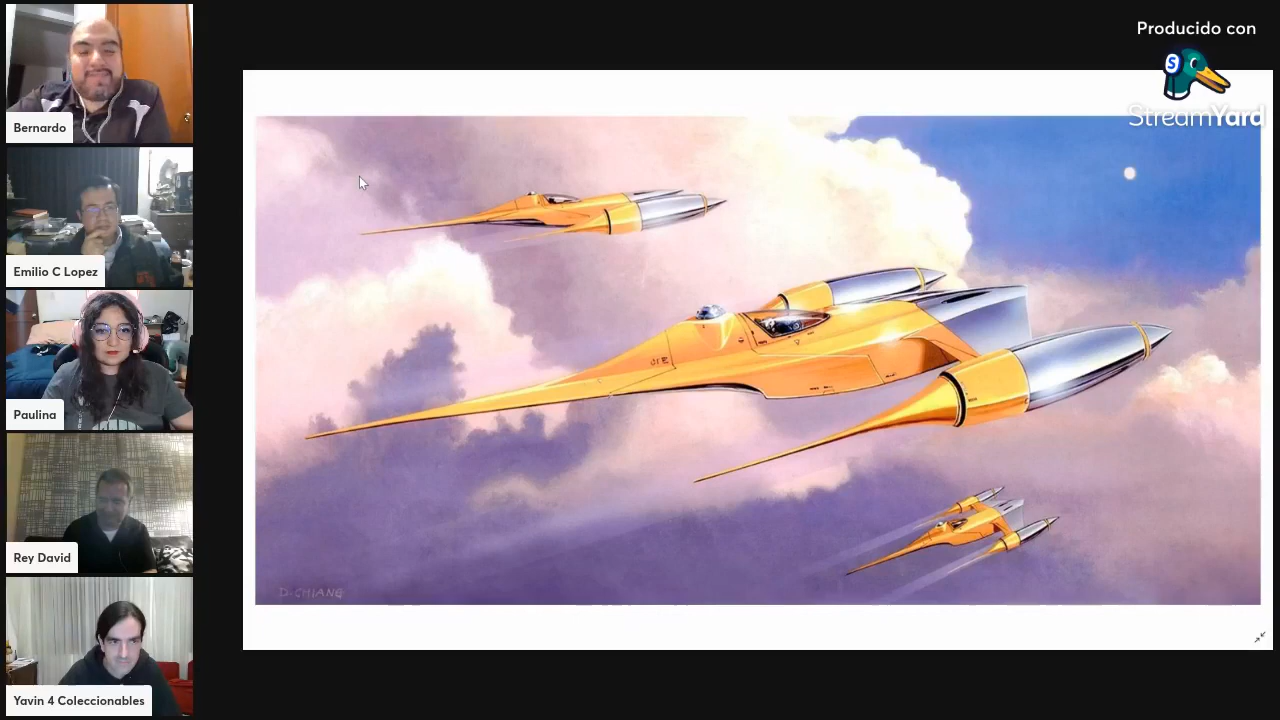 Producido con
S
StreamYard
Bernardo
Emilio C Lopez
Paulina
Rey David
Yavin 4 Coleccionables
D. CHIANG